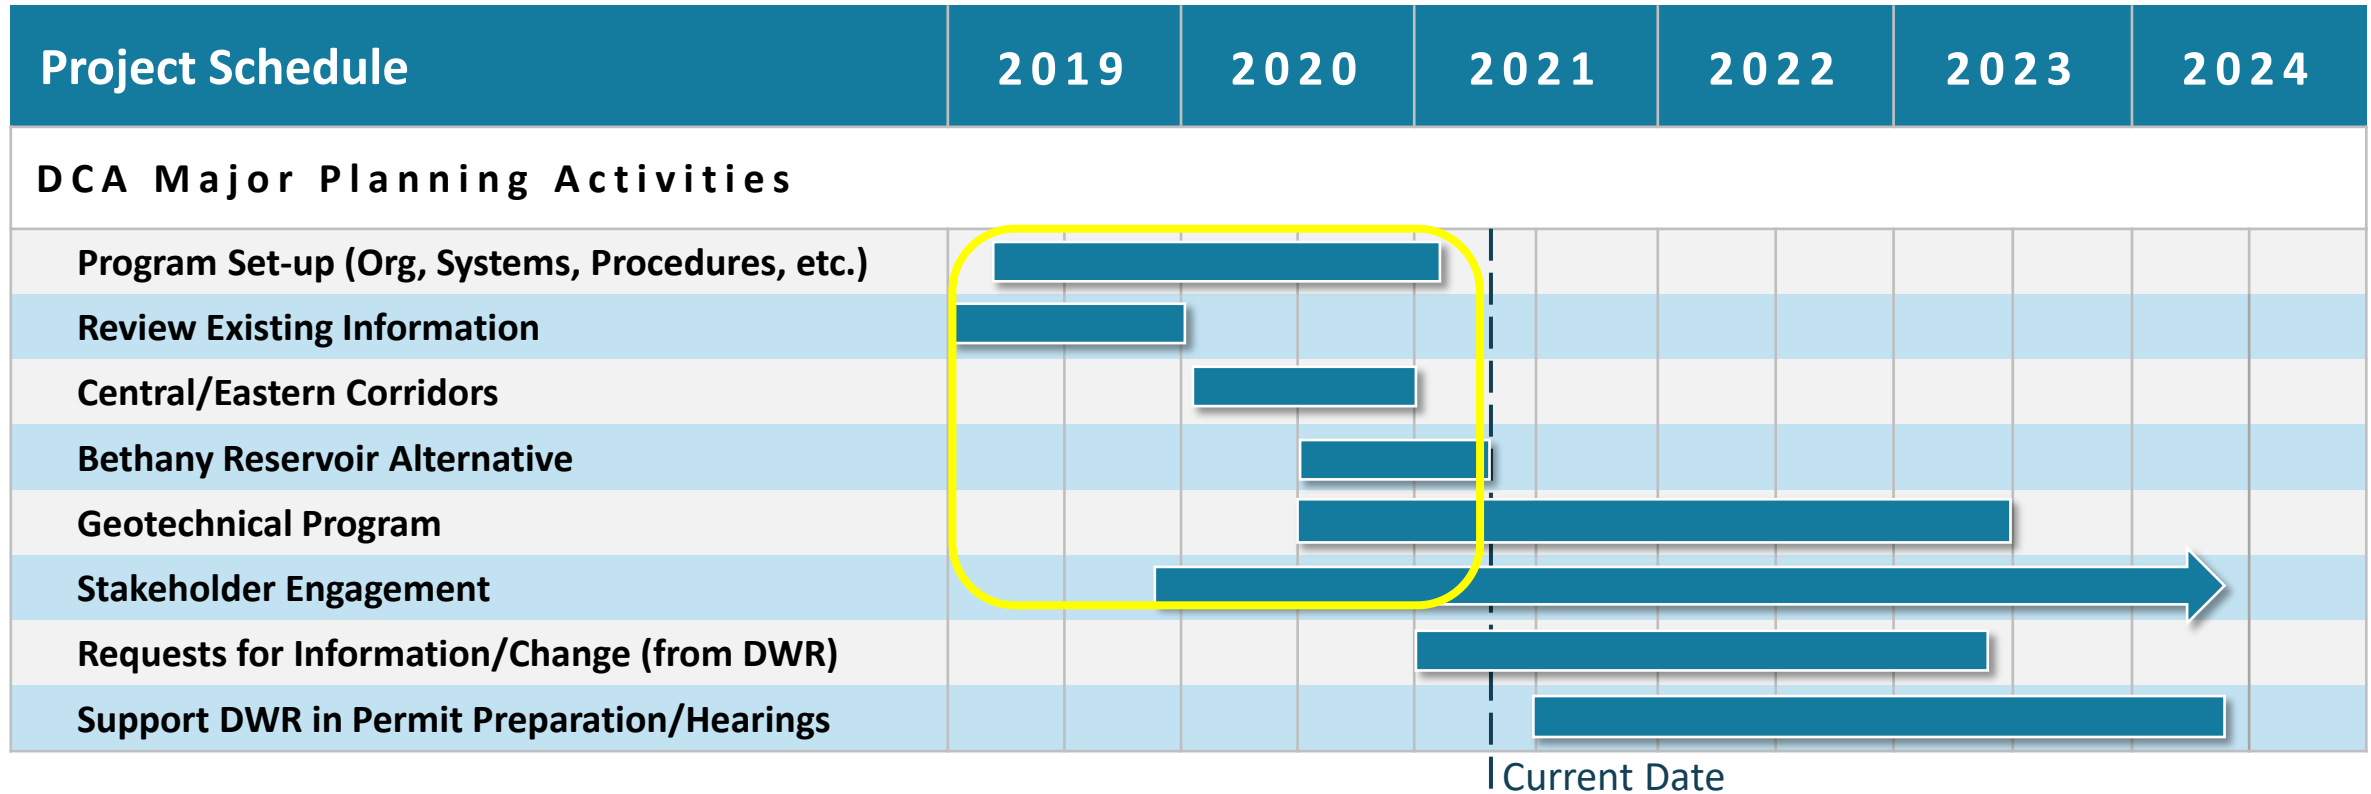 Project Schedule 2019 2020 2021 2022 2023 2024
DCA Major Planning Activities
Program Set-up (Org, Systems, Procedures, etc.)
Review Existing Information
Central/Eastern Corridors
Bethany Reservoir Alternative
Geotechnical Program
Stakeholder Engagement
Requests for Information/Change (from DWR)
Support DWR in Permit Preparation/Hearings
Current Date